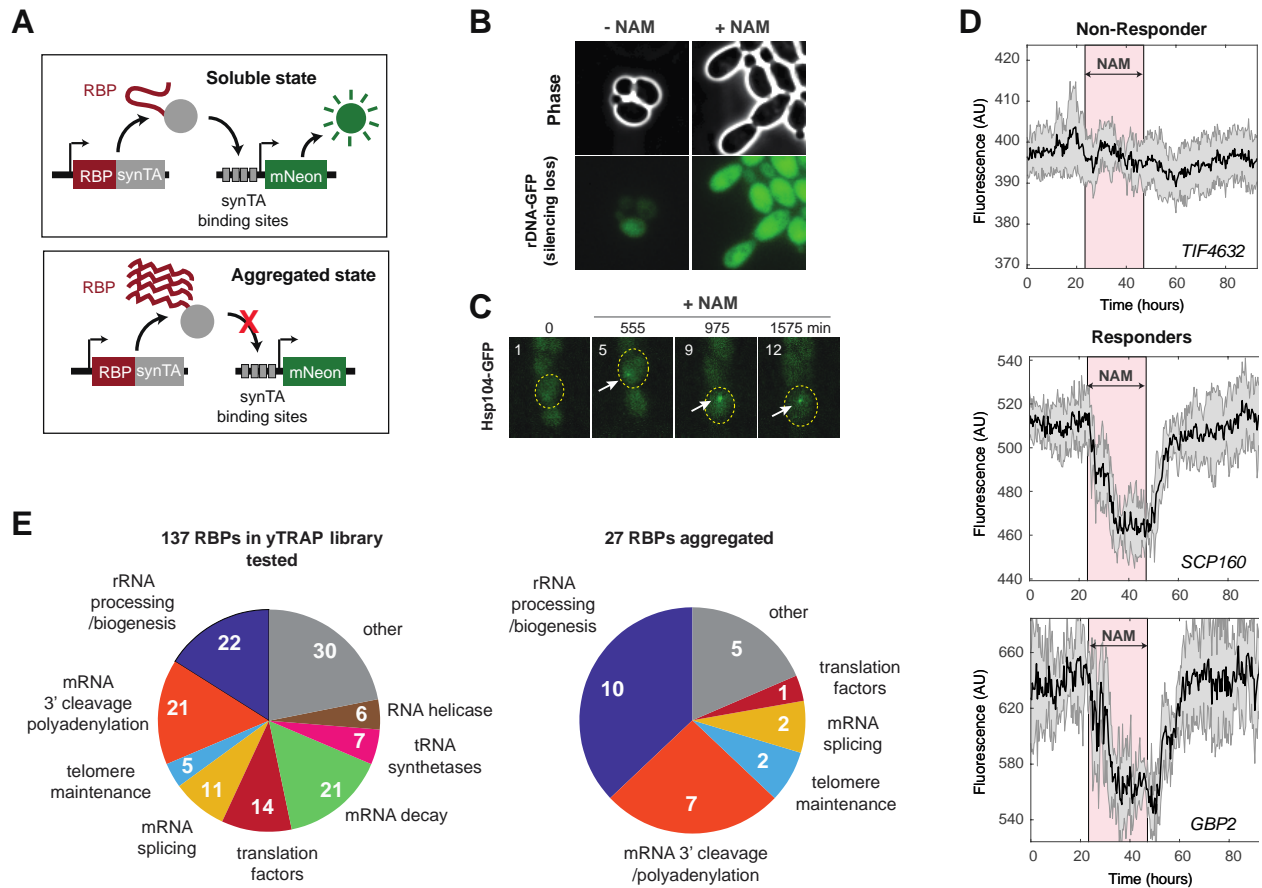 A
Soluble state
RBP
RBP synTA
mNeon
synTA
binding sites
Aggregated state
RBP
X
RBP synTA
mNeon
synTA
binding sites
B
- NAM
+ NAM
Phase
rDNA-GFP
(silencing loss)
C
+ NAM
0
555
975
1575 min
Hsp104-GFP
1
5
9
12
D
Non-Responder
NAM
420
410
400
390
380
370
Fluorescence (AU)
0 20 40 60 80
Time (hours)
TIF4632
Responders
NAM
540
520
500
480
460
440
Fluorescence (AU)
0 20 40 60 80
SCP160
NAM
660
620
580
540
Fluorescence (AU)
0 20 40 60 80
Time (hours)
GBP2
E
137 RBPs in yTRAP library
tested
rRNA
processing
/biogenesis
22
other
30
mRNA
3’ cleavage
polyadenylation
21
RNA helicase
6
tRNA
synthetases
7
telomere
maintenance
5
mRNA
splicing
11
translation
factors
14
mRNA decay
21
27 RBPs aggregated
rRNA
processing
/biogenesis
10
other
5
translation
factors
1
mRNA
splicing
2
telomere
maintenance
2
7
mRNA 3’ cleavage
/polyadenylation